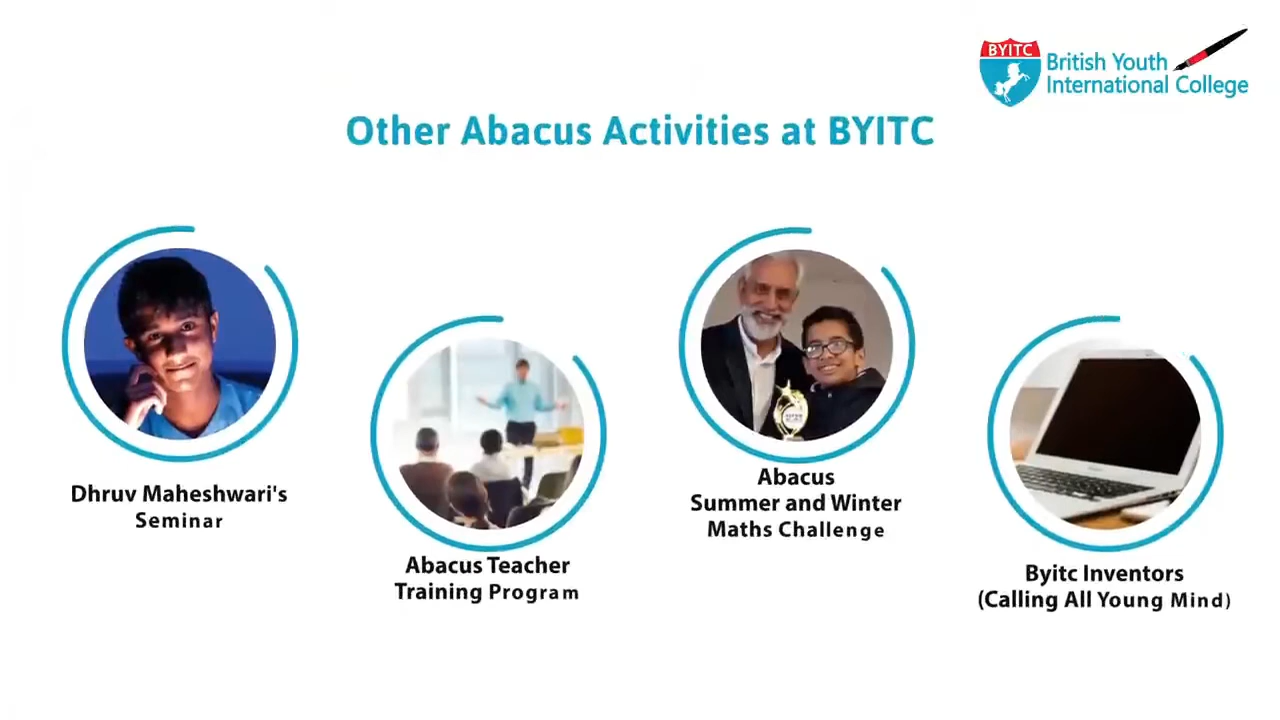 BYITC
British Youth
International College
Other Abacus Activities at BYITC
Dhruv Maheshwari's
Seminar
Abacus Teacher
Training Program
Abacus
Summer and Winter
Maths Challenge
Byitc Inventors
(Calling All Young Mind)